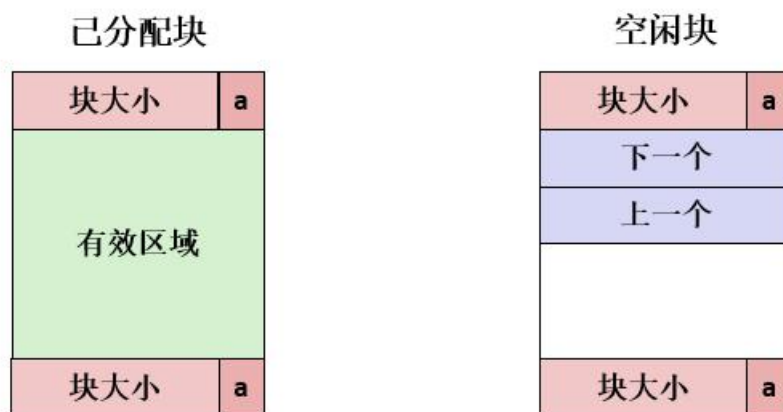 已分配块
块大小 a
有效区域
块大小 a
空闲块
块大小 a
下一个
上一个
块大小 a